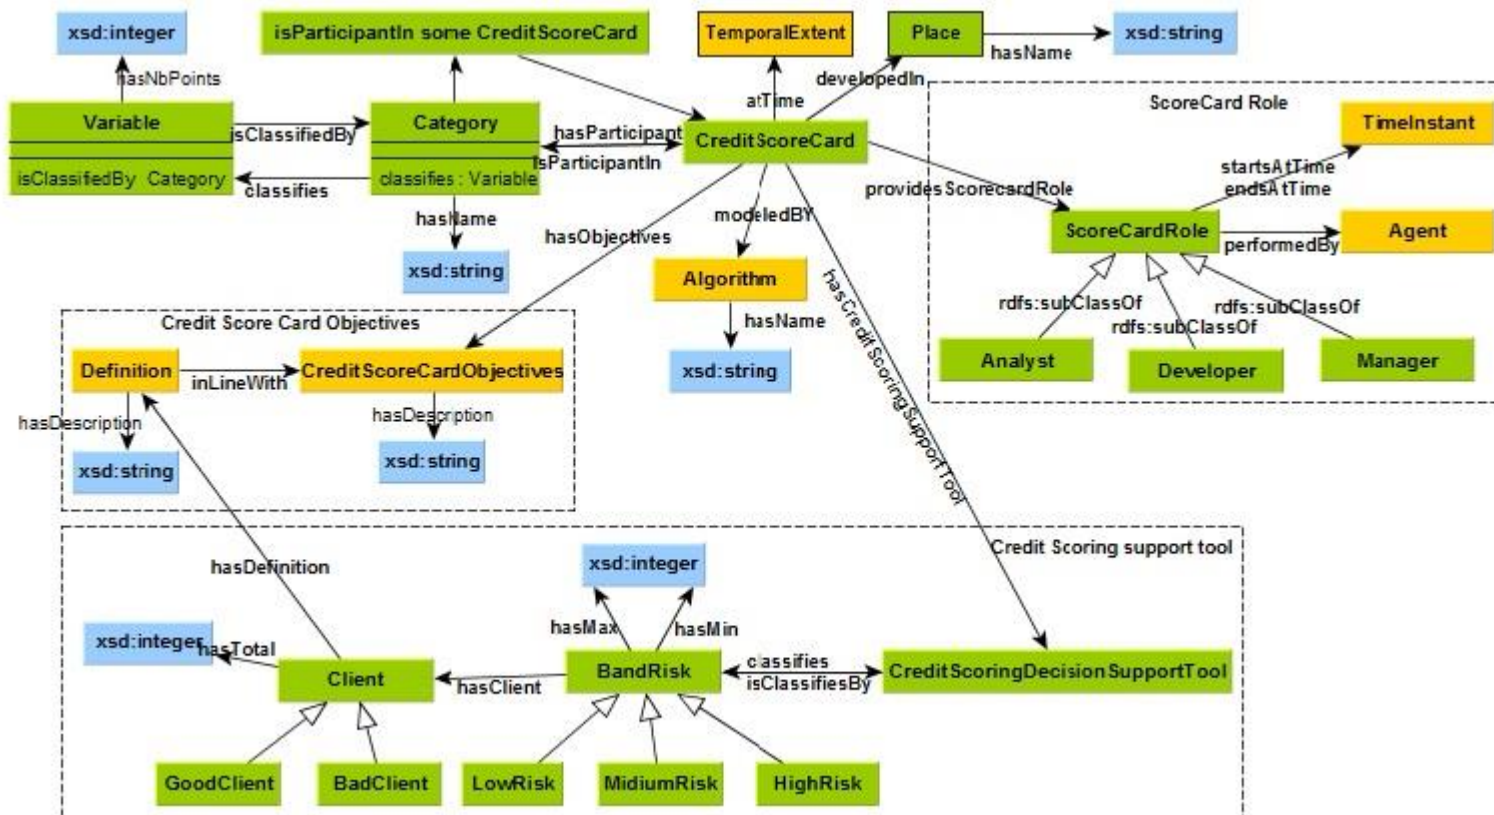 xsd:integer
isParticipantIn some CreditScoreCard
TemporalExtent
Place
xsd:string
hasName
hasNbPoints
atTime
developedIn
ScoreCard Role
Variable
isClassifiedBy
Category
hasParticipant
isParticipantIn
CreditScoreCard
TimeInstant
startsAtTime
endsAtTime
isClassifiedBy Category
classifies
classifies : Variable
providesScorecardRole
hasName
hasObjectives
modeledBY
ScoreCardRole
performedBy
Agent
xsd:string
Algorithm
hasCreditScoringSupportTool
rdfs:subClassOf
rdfs:subClassOf
rdfs:subClassOf
hasName
Credit Score Card Objectives
Definition
inLineWith
CreditScoreCardObjectives
xsd:string
Analyst
Developer
Manager
hasDescription
hasDescription
xsd:string
xsd:string
Credit Scoring support tool
hasDefinition
xsd:integer
hasMax
hasMin
xsd:integer
hasTotal
Client
hasClient
BandRisk
classifies
isClassifiesBy
CreditScoringDecisionSupportTool
GoodClient
BadClient
LowRisk
MidiumRisk
HighRisk